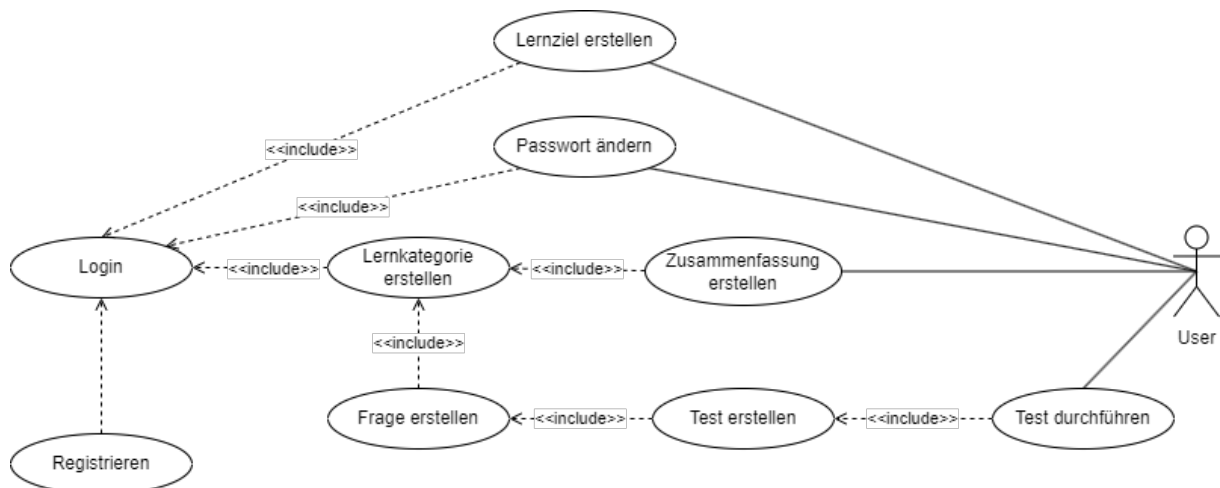 Lernziel erstellen
<<include>>
Passwort ändern
<<include>>
Login
<<include>>
Lernkategorie
erstellen
<<include>>
Zusammenfassung
erstellen
User
<<include>>
Frage erstellen
<<include>>
Test erstellen
<<include>>
Test durchführen
Registrieren